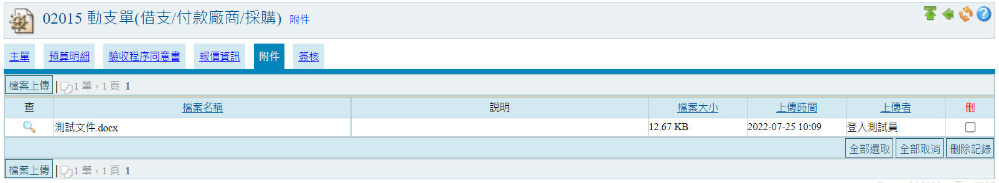 02015 動支單(借支/付款廠商/採購) 附件
主單 預算明細 驗收程序同意書 報價資訊 附件 簽核
檔案上傳 1 筆，1 頁 1
查 檔案名稱 說明 檔案大小 上傳時間 上傳者 刪
測試文件.docx 12.67 KB 2022-07-25 10:09 登入測試員
全部選取 全部取消 刪除記錄
檔案上傳 1 筆，1 頁 1